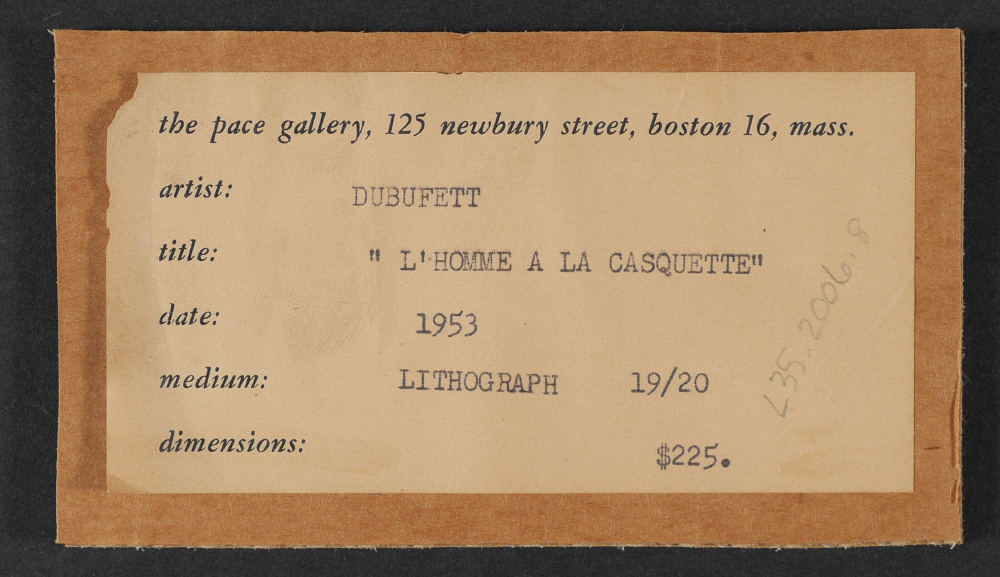 the pace gallery, 125 newbury street, boston 16, mass.
artist: DUBUFETT
title: " L'HOMME A LA CASQUETTE"
date: 1953
medium: LITHOGRAPH 19/20
dimensions: $225.
L35.2006.8